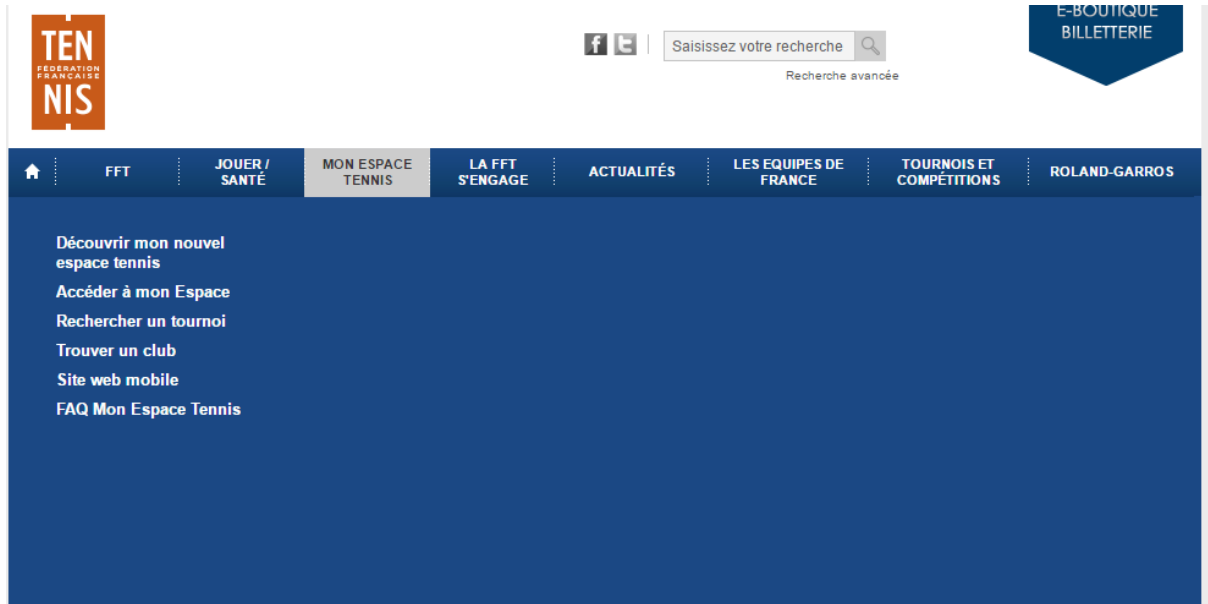 E-BOUTIQUE
BILLETTERIE
TEN
FÉDÉRATION
FRANÇAISE
NIS
Saisissez votre recherche
Recherche avancée
FFT
JOUER /
SANTÉ
MON ESPACE
TENNIS
LA FFT
S'ENGAGE
ACTUALITÉS
LES EQUIPES DE
FRANCE
TOURNOIS ET
COMPÉTITIONS
ROLAND-GARROS
Découvrir mon nouvel
espace tennis
Accéder à mon Espace
Rechercher un tournoi
Trouver un club
Site web mobile
FAQ Mon Espace Tennis